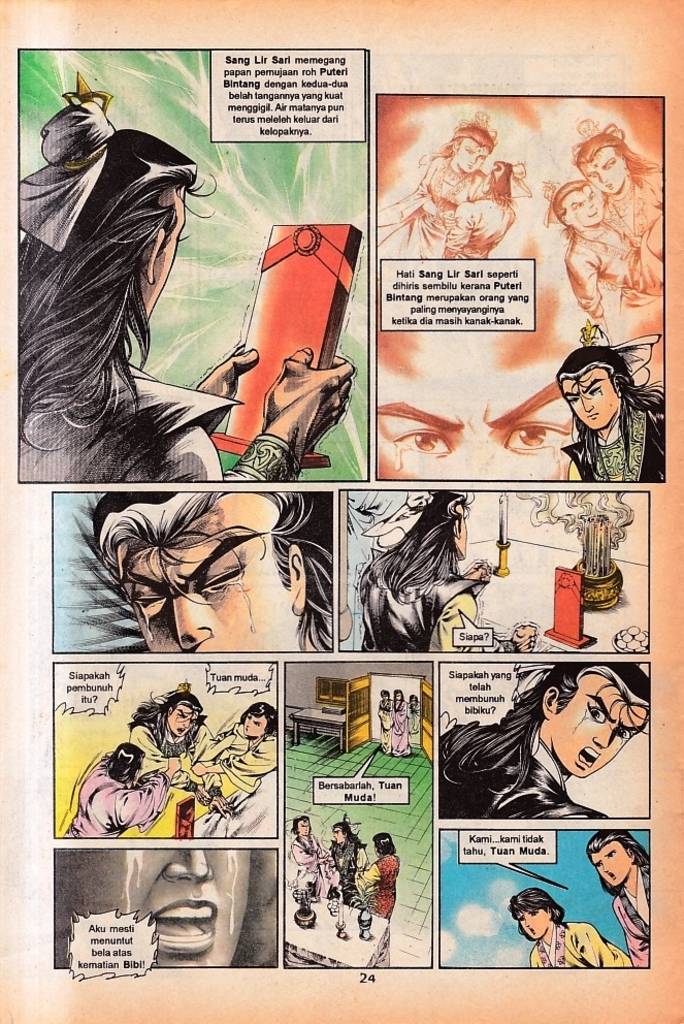 Sang Lir Sari memegang
papan pemujaan roh Puteri
Bintang dengan kedua-dua
belah tangannya yang kuat
menggigil. Air matanya pun
terus meleleh keluar dari
kelopaknya.
Hati Sang Lir Sari seperti
dihiris sembilu kerana Puteri
Bintang merupakan orang yang
paling menyayanginya
ketika dia masih kanak-kanak.
Siapa?
Siapakah
pembunuh
itu?
Tuan muda...
Bersabarlah, Tuan
Muda!
Siapakah yang
telah
membunuh
bibiku?
Aku mesti
menuntut
bela atas
kematian Bibi!
Kami...kami tidak
tahu, Tuan Muda.
24